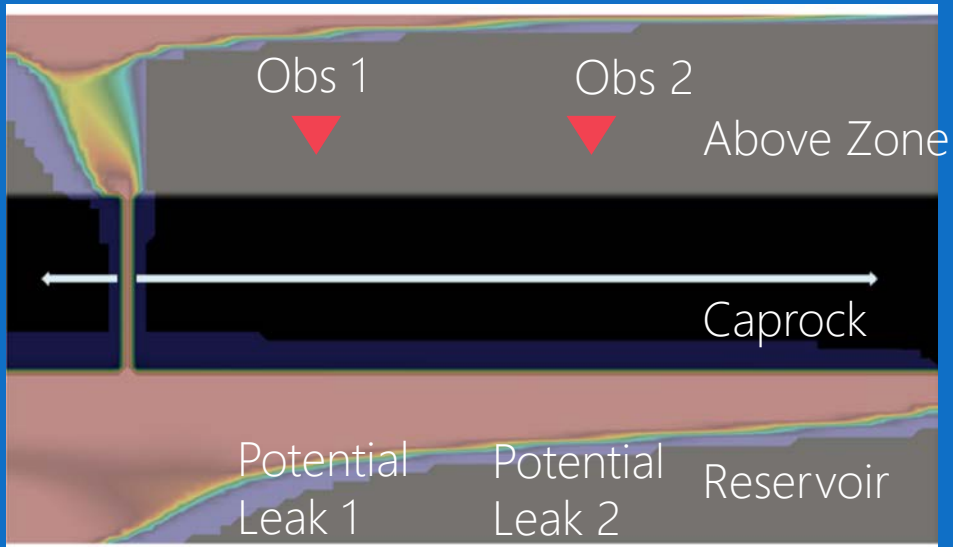 Obs 1
Obs 2
Above Zone
Caprock
Potential
Leak 1
Potential
Leak 2
Reservoir